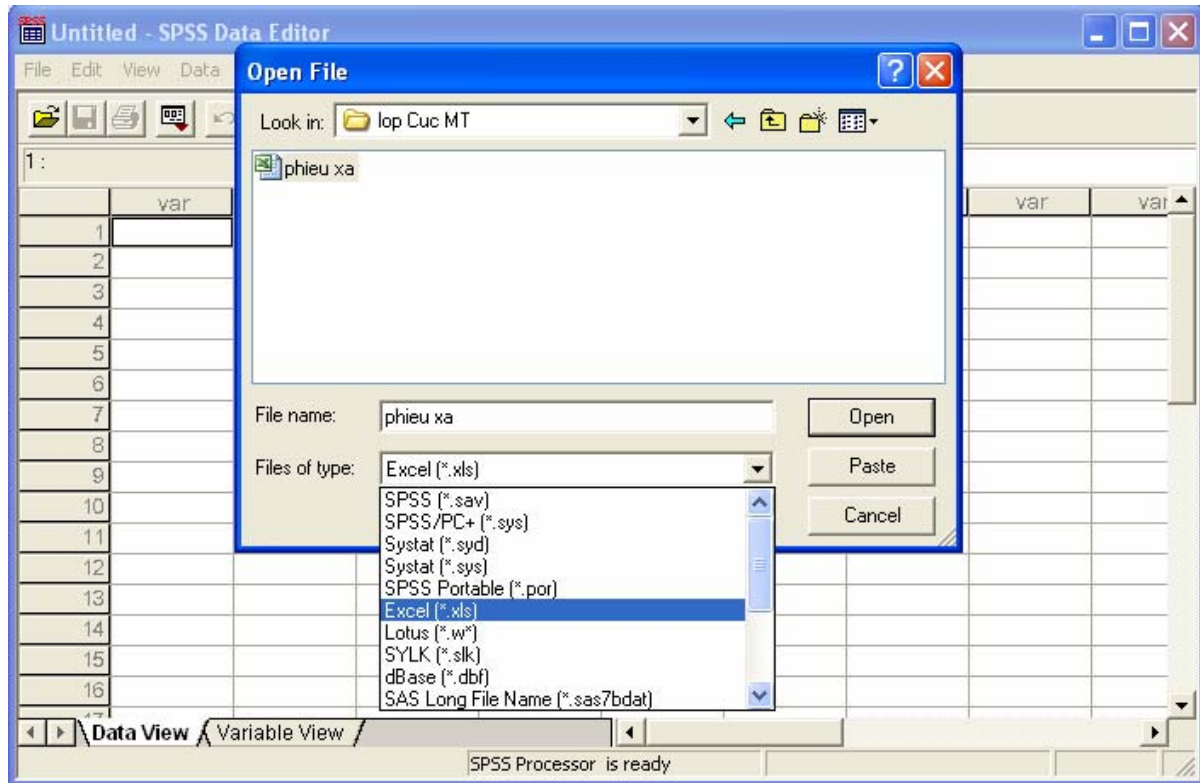 SPSS
Untitled - SPSS Data Editor
File Edit View Data
Open File
Look in: lop Cuc MT
1 :
phieu xa
var var var
1
2
3
4
5
6
7
8
9
10
11
12
13
14
15
16
17
File name: phieu xa Open
Files of type: Excel (*.xls) Paste
Cancel
SPSS (*.sav)
SPSS/PC+ (*.sys)
Systat (*.syd)
Systat (*.sys)
SPSS Portable (*.por)
Excel (*.xls)
Lotus (*.w*)
SYLK (*.slk)
dBase (*.dbf)
SAS Long File Name (*.sas7bdat)
Data View Variable View
SPSS Processor is ready